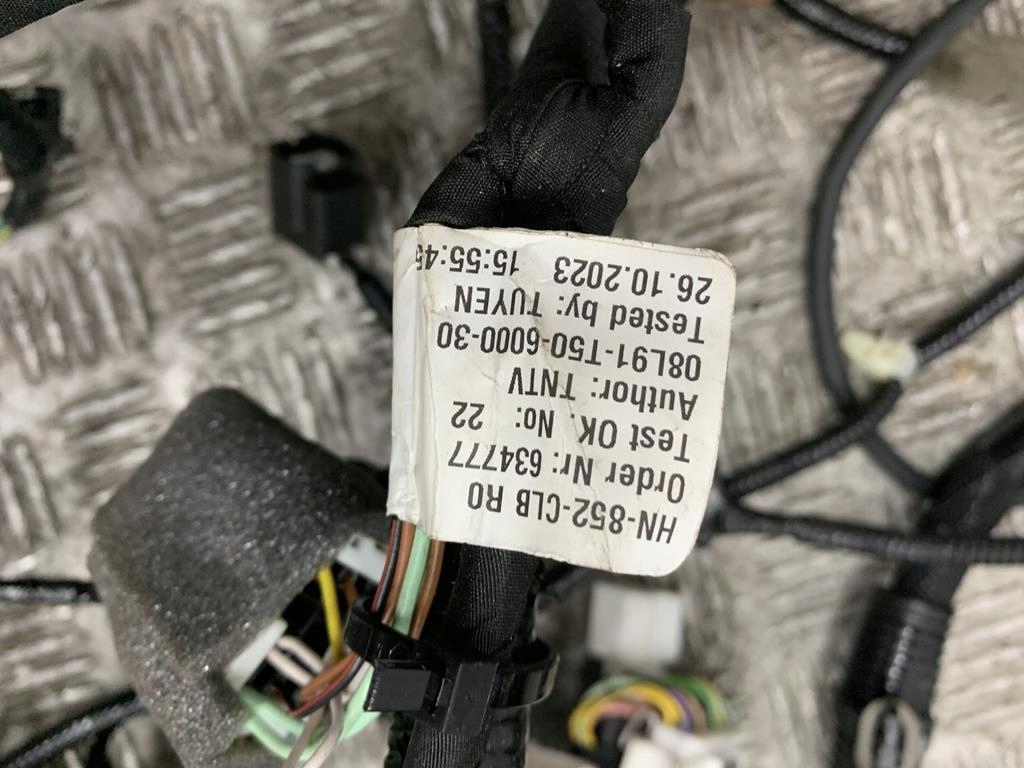 HN-852-CLB R0
Order Nr: 634777
Test OK No: 22
Author: TNTV
08L91-T50-6000-30
Tested by: TUYEN
26.10.2023 15:55:45